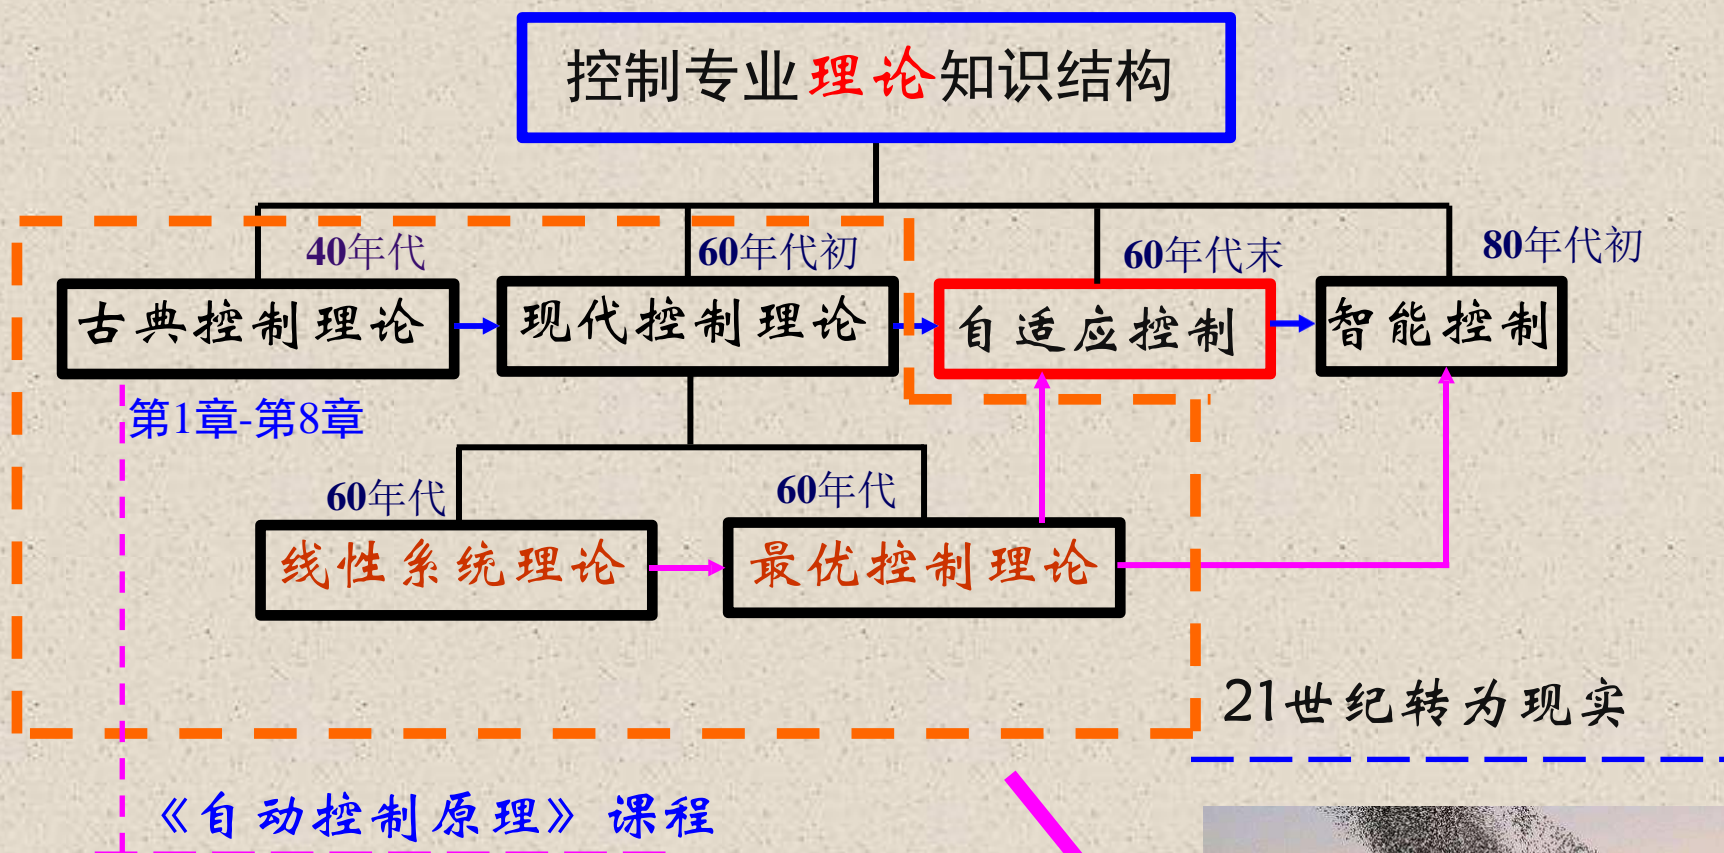 控制专业理论知识结构
40年代
60年代初
60年代末
80年代初
古典控制理论
现代控制理论
自适应控制
智能控制
第1章-第8章
60年代
60年代
线性系统理论
最优控制理论
21世纪转为现实
《自动控制原理》课程